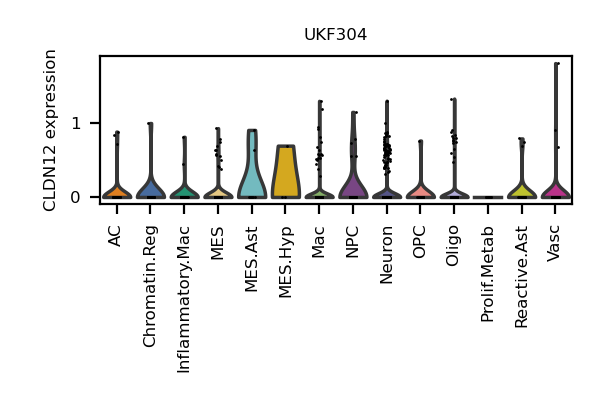 UKF304
CLDN12 expression
1
0
AC
Chromatin.Reg
Inflammatory.Mac
MES
MES.Ast
MES.Hyp
Mac
NPC
Neuron
OPC
Oligo
Prolif.Metab
Reactive.Ast
Vasc